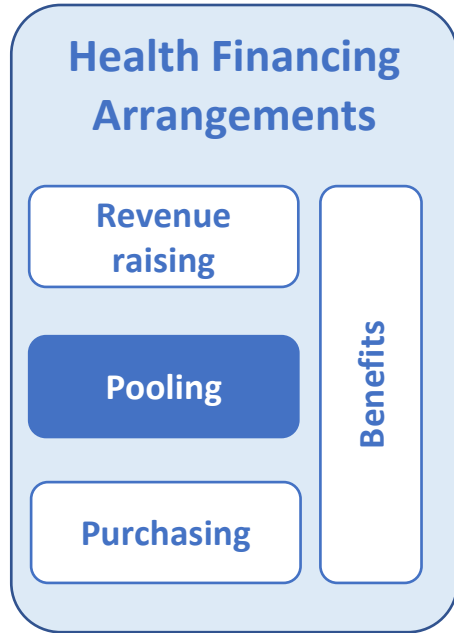 Health Financing
Arrangements
Revenue
raising
Pooling
Purchasing
Benefits